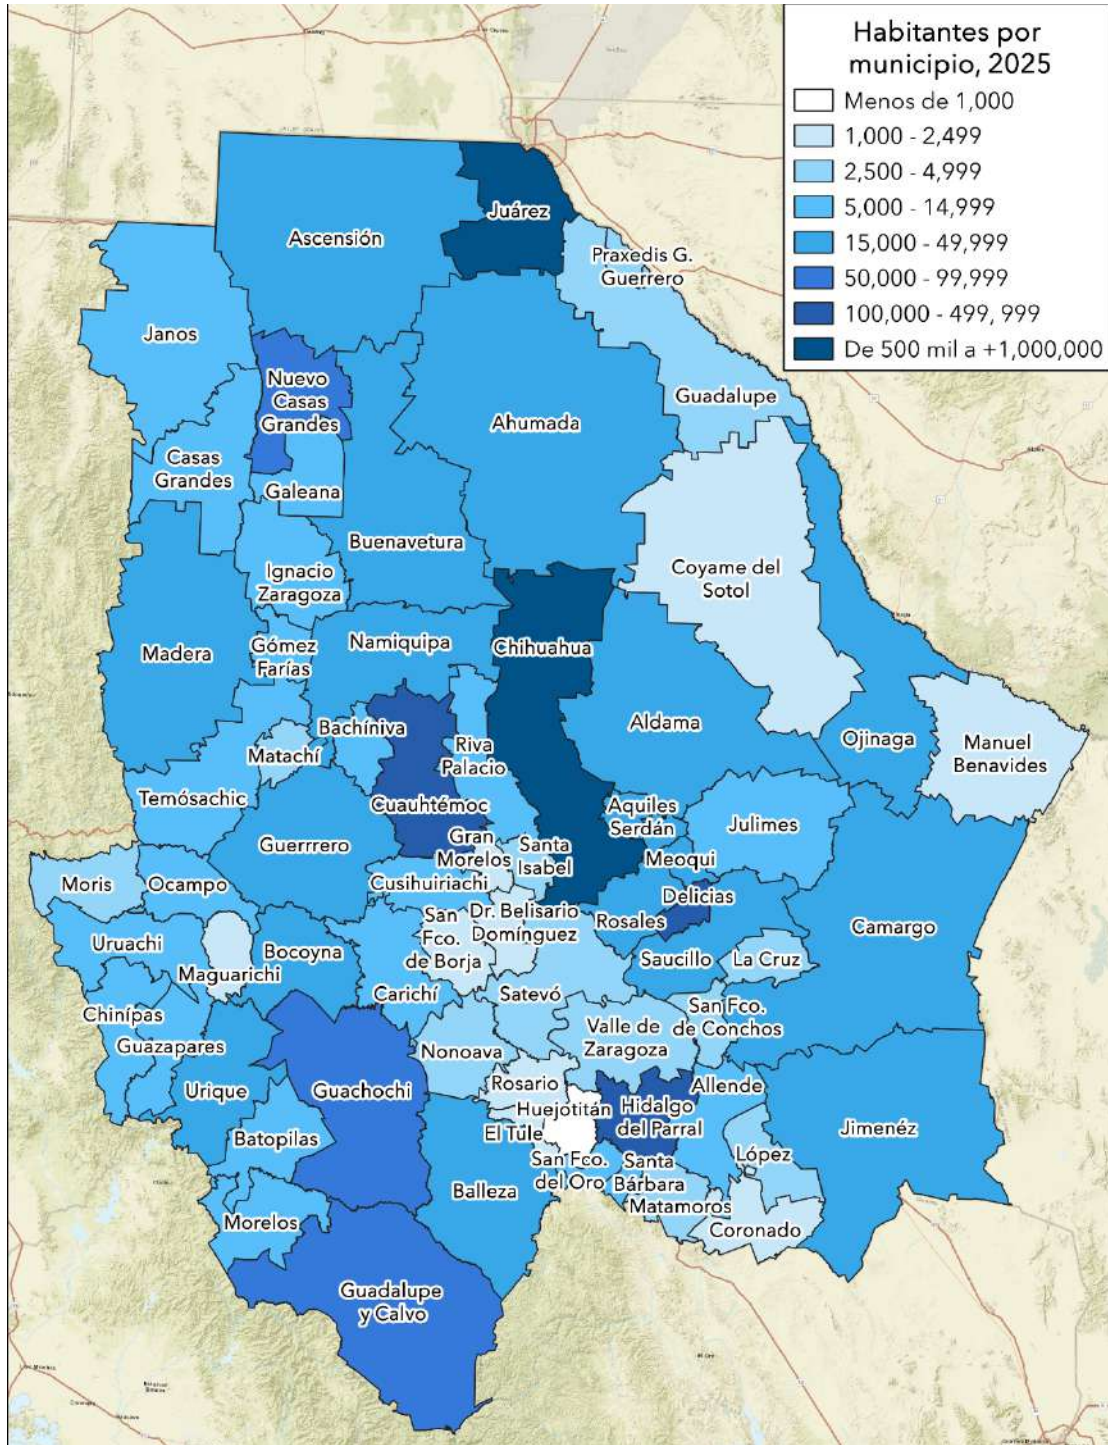 Habitantes por
municipio, 2025
Menos de 1,000
1,000 - 2,499
2,500 - 4,999
5,000 - 14,999
15,000 - 49,999
50,000 - 99,999
100,000 - 499, 999
De 500 mil a +1,000,000
Juárez
Ascensión
Praxedis G.
Guerrero
Janos
Nuevo
Casas
Grandes
Guadalupe
Ahumada
Casas
Grandes
Galeana
Buenavetura
Ignacio
Zaragoza
Coyame del
Sotol
Madera
Gómez
Farías
Namiquipa
Chihuahua
Bachíniva
Riva
Palacio
Aldama
Ojinaga
Manuel
Benavides
Matachí
Temósachic
Cuauhtémoc
Aquiles
Serdán
Julimes
Guerrrero
Gran
Morelos
Santa
Isabel
Meoqui
Moris
Ocampo
Cusihuiriachi
Delicias
San
Fco.
de Borja
Dr. Belisario
Domínguez
Rosales
Camargo
Uruachi
Maguarichi
Bocoyna
Saucillo
La Cruz
Carichí
Satevó
Chinípas
San Fco.
de Conchos
Guazapares
Nonoava
Valle de
Zaragoza
Urique
Guachochi
Rosario
Allende
Huejotitán
Hidalgo
del Parral
Jimenéz
Batopilas
El Tule
López
San Fco.
del Oro
Santa
Bárbara
Balleza
Matamoros
Morelos
Coronado
Guadalupe
y Calvo